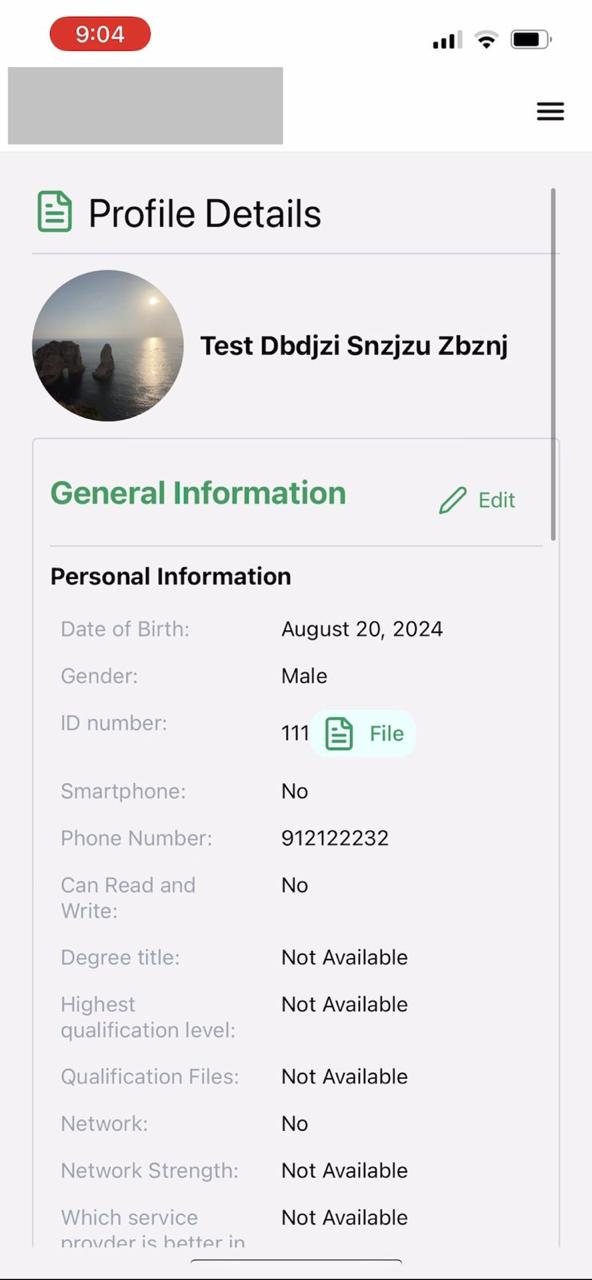 9:04
Profile Details
Test Dbdjzi Snzjzu Zbznj
General Information
Edit
Personal Information
Date of Birth: August 20, 2024
Gender: Male
ID number: 111 File
Smartphone: No
Phone Number: 912122232
Can Read and No
Write:
Degree title: Not Available
Highest Not Available
qualification level:
Qualification Files: Not Available
Network: No
Network Strength: Not Available
Which service Not Available
provder is better in